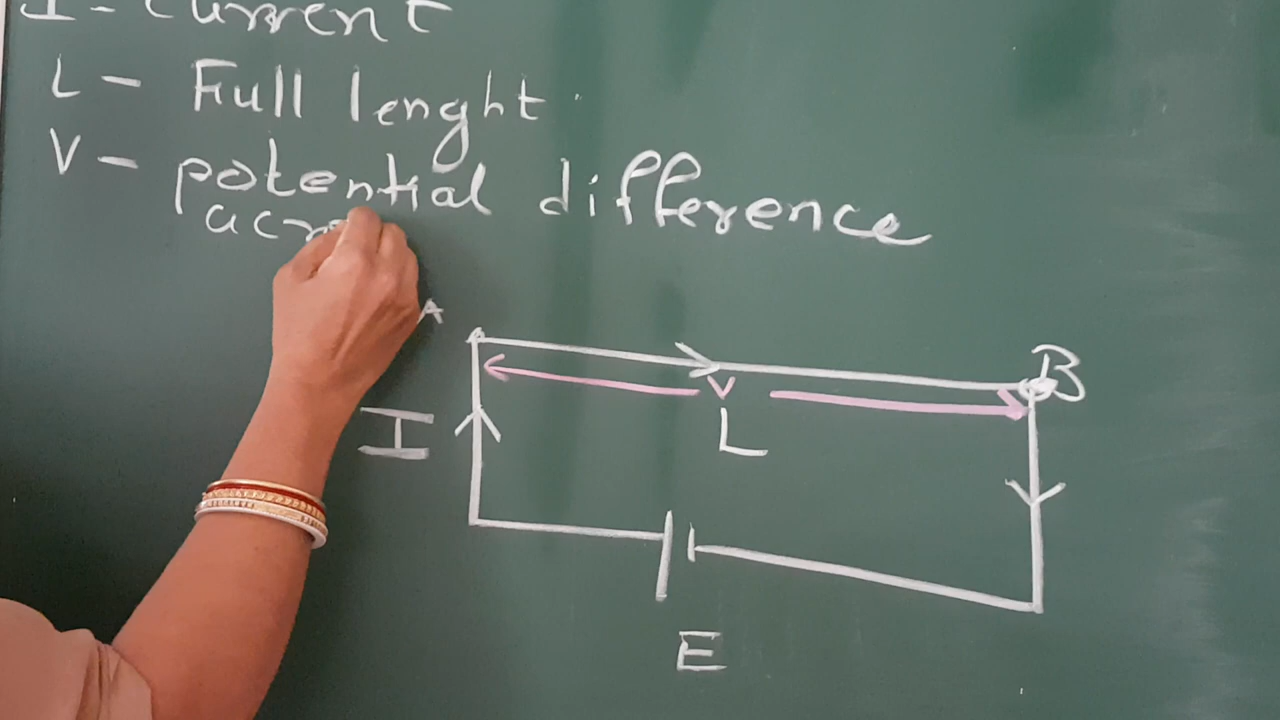 I - Current
L - Full lenght
V - potential difference
A
B
V
I
L
E